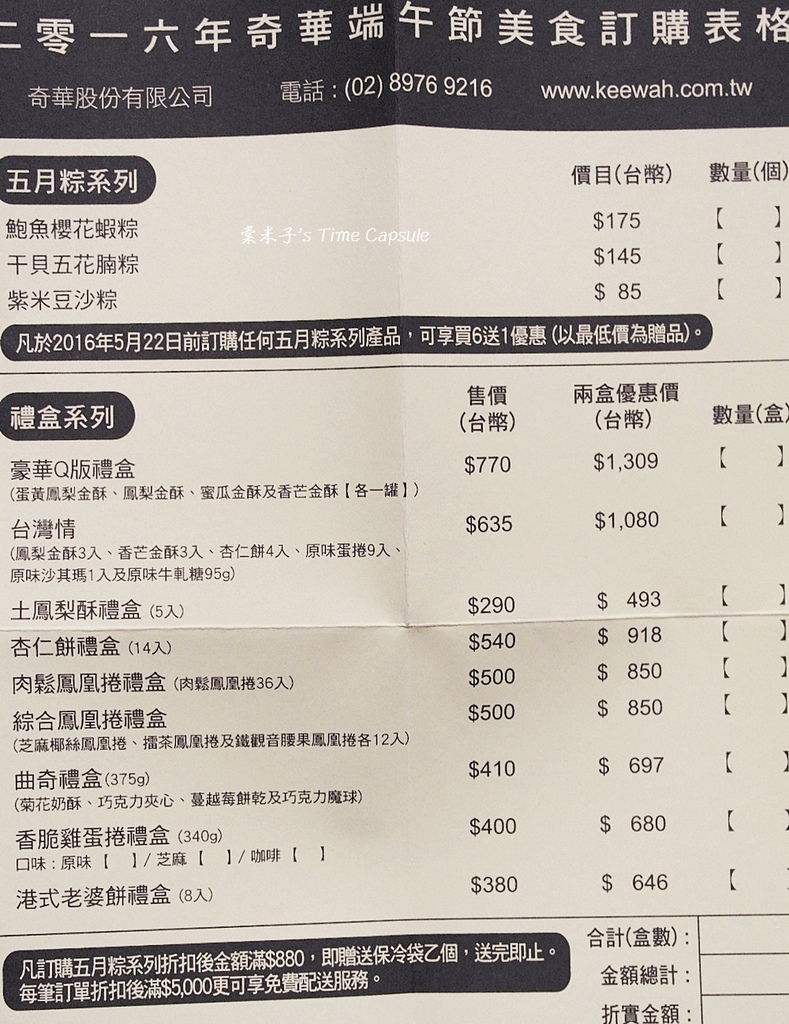 二零一六年奇華端午節美食訂購表格
奇華股份有限公司 電話：(02) 8976 9216 www.keewah.com.tw
五月粽系列 價目(台幣) 數量(個)
鮑魚櫻花蝦粽 $175 【 】
干貝五花腩粽 $145 【 】
紫米豆沙粽 $ 85 【 】
棠米子's Time Capsule
凡於2016年5月22日前訂購任何五月粽系列產品，可享買6送1優惠 (以最低價為贈品)。
禮盒系列 售價(台幣) 兩盒優惠價(台幣) 數量(盒)
豪華Q版禮盒 $770 $1,309 【 】
(蛋黃鳳梨金酥、鳳梨金酥、蜜瓜金酥及香芒金酥【各一罐】)
台灣情 $635 $1,080 【 】
(鳳梨金酥3入、香芒金酥3入、杏仁餅4入、原味蛋捲9入、
原味沙其瑪1入及原味牛軋糖95g)
土鳳梨酥禮盒 (5入) $290 $ 493 【 】
杏仁餅禮盒 (14入) $540 $ 918 【 】
肉鬆鳳凰捲禮盒 (肉鬆鳳凰捲36入) $500 $ 850 【 】
綜合鳳凰捲禮盒 $500 $ 850 【 】
(芝麻椰絲鳳凰捲、擂茶鳳凰捲及鐵觀音腰果鳳凰捲各12入)
曲奇禮盒(375g) $410 $ 697 【 】
(菊花奶酥、巧克力夾心、蔓越莓餅乾及巧克力魔球)
香脆雞蛋捲禮盒 (340g) $400 $ 680 【 】
口味：原味【 】/ 芝麻【 】/ 咖啡【 】
港式老婆餅禮盒 (8入) $380 $ 646 【 】
凡訂購五月粽系列折扣後金額滿$880，即贈送保冷袋乙個，送完即止。
每筆訂單折扣後滿$5,000更可享免費配送服務。
合計(盒數)：
金額總計：
折實金額：